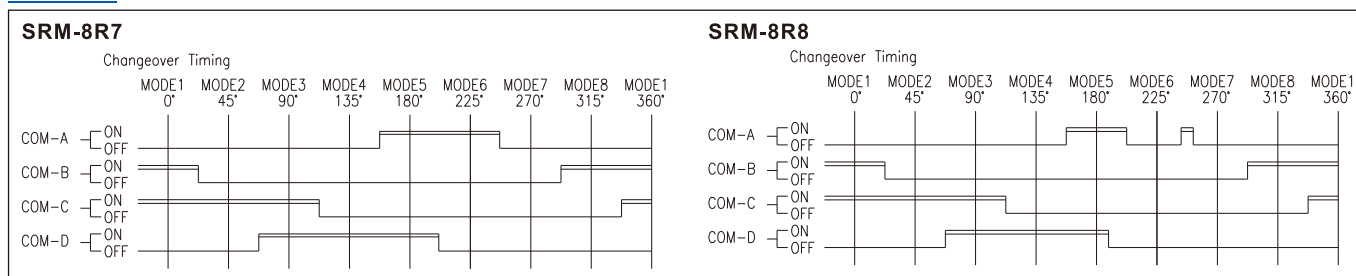 SRM-8R7
Changeover Timing
MODE1 MODE2 MODE3 MODE4 MODE5 MODE6 MODE7 MODE8 MODE1
0° 45° 90° 135° 180° 225° 270° 315° 360°
COM-A ON
OFF
COM-B ON
OFF
COM-C ON
OFF
COM-D ON
OFF
SRM-8R8
Changeover Timing
MODE1 MODE2 MODE3 MODE4 MODE5 MODE6 MODE7 MODE8 MODE1
0° 45° 90° 135° 180° 225° 270° 315° 360°
COM-A ON
OFF
COM-B ON
OFF
COM-C ON
OFF
COM-D ON
OFF